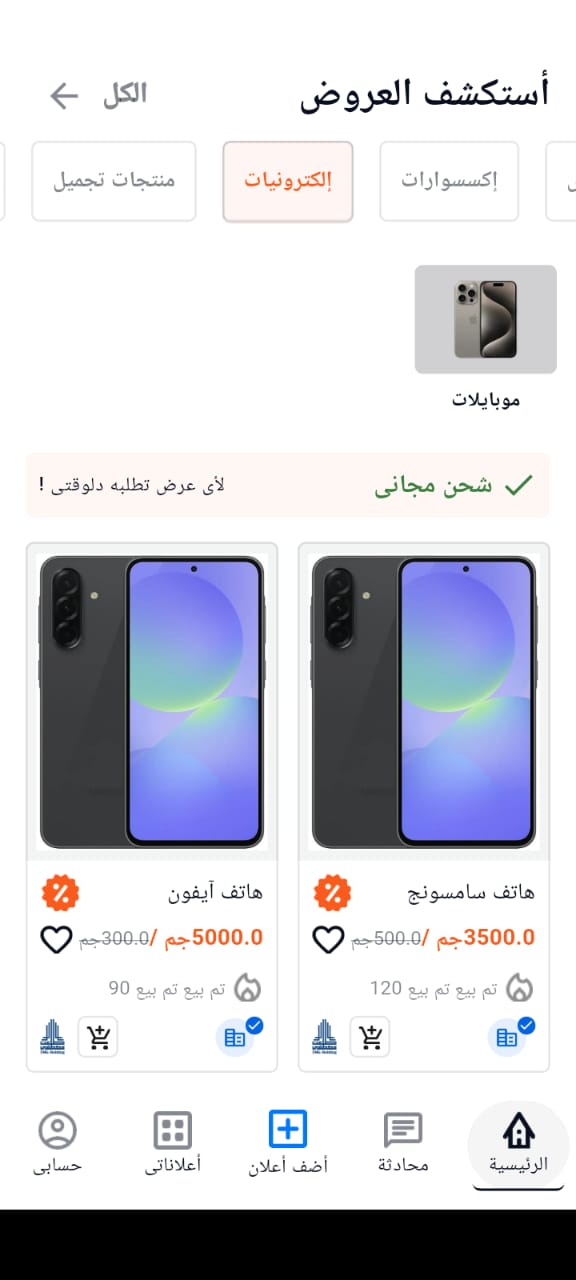 أستكشف العروض
الكل
إكسسوارات
إلكترونيات
منتجات تجميل
موبايلات
شحن مجانى
لأى عرض تطلبه دلوقتى !
هاتف سامسونج
3500.0جم /500.0جم
تم بيع تم بيع 120
هاتف آيفون
5000.0جم /300.0جم
تم بيع تم بيع 90
الرئيسية
محادثة
أضف أعلان
أعلاناتى
حسابى